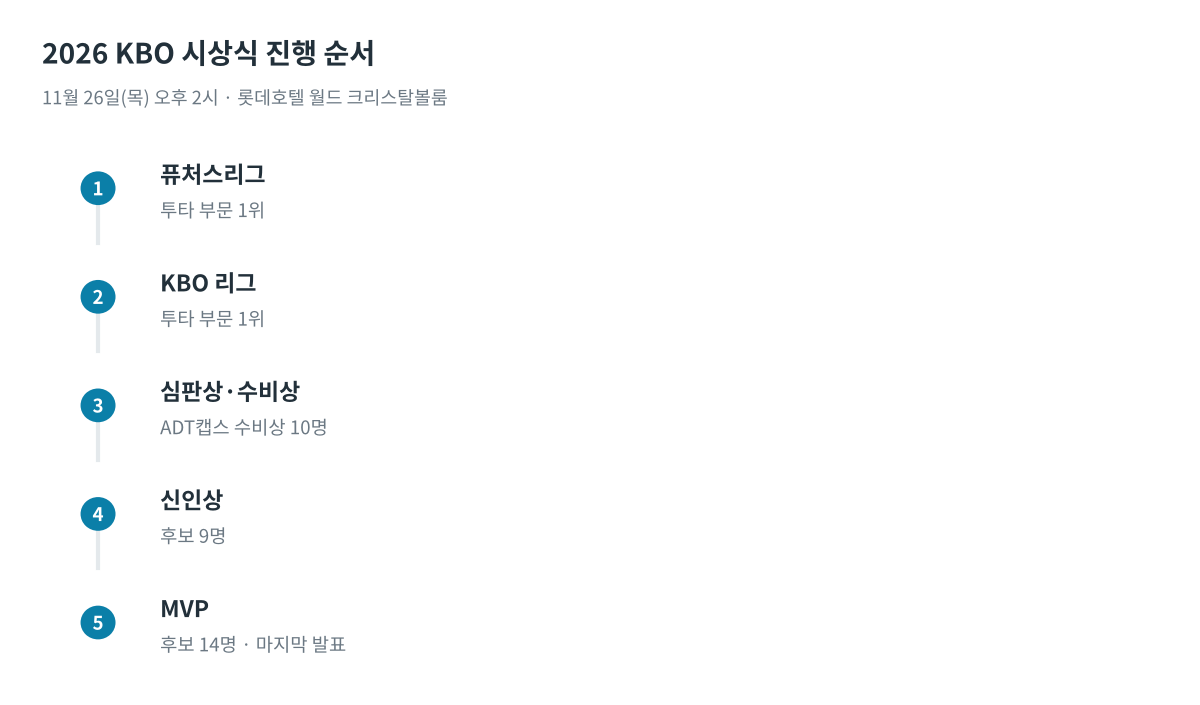 2026 KBO 시상식 진행 순서
11월 26일(목) 오후 2시 · 롯데호텔 월드 크리스탈볼룸
1
퓨처스리그
투타 부문 1위
2
KBO 리그
투타 부문 1위
3
심판상·수비상
ADT캡스 수비상 10명
4
신인상
후보 9명
5
MVP
후보 14명 · 마지막 발표